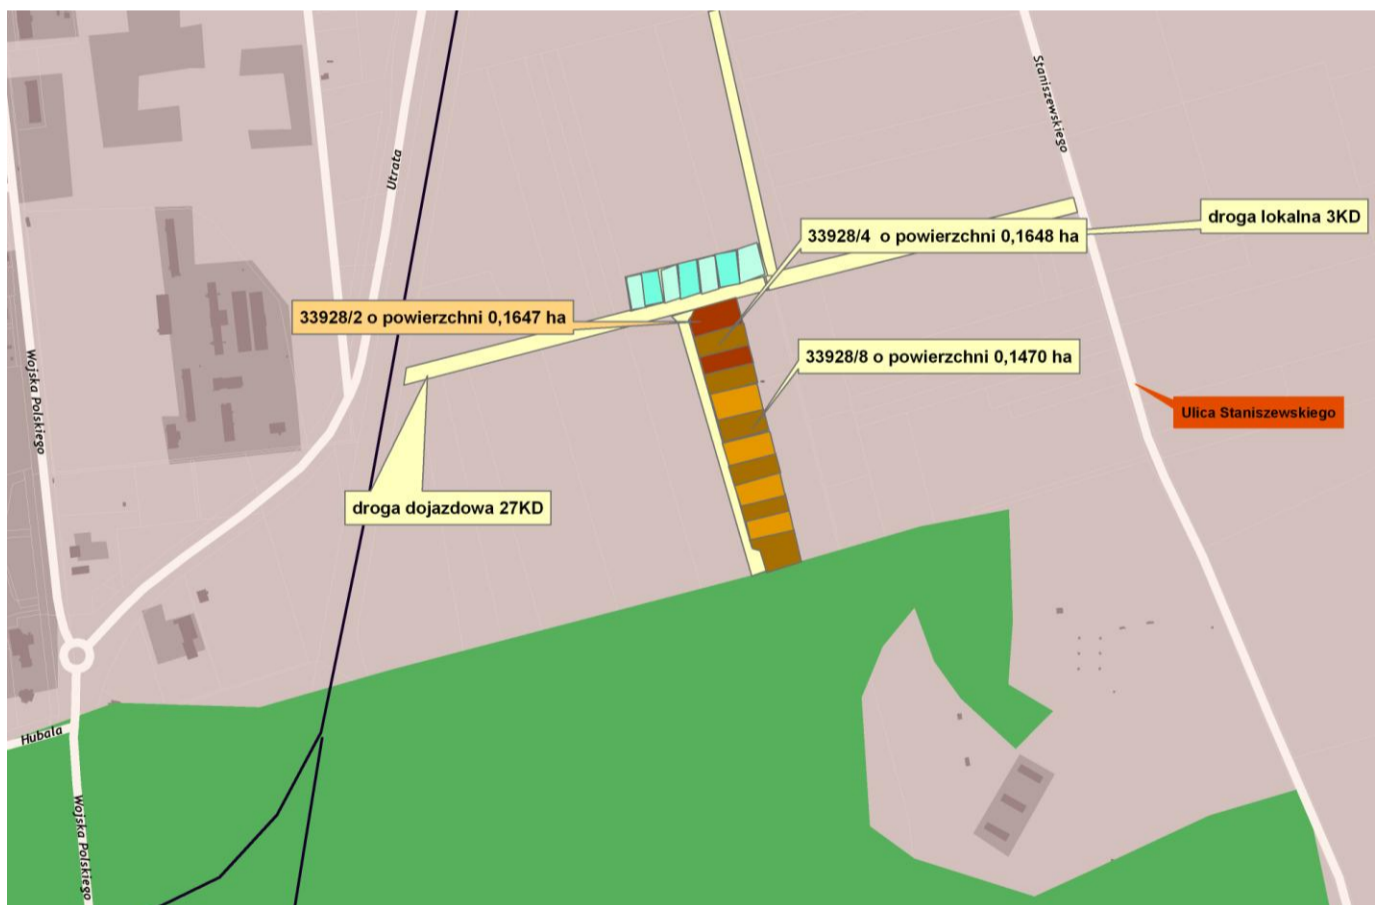 Staniszewskiego
Utrata
droga lokalna 3KD
33928/4 o powierzchni 0,1648 ha
33928/2 o powierzchni 0,1647 ha
33928/8 o powierzchni 0,1470 ha
Wojska Polskiego
Ulica Staniszewskiego
droga dojazdowa 27KD
Hubala
Wojska Polskiego